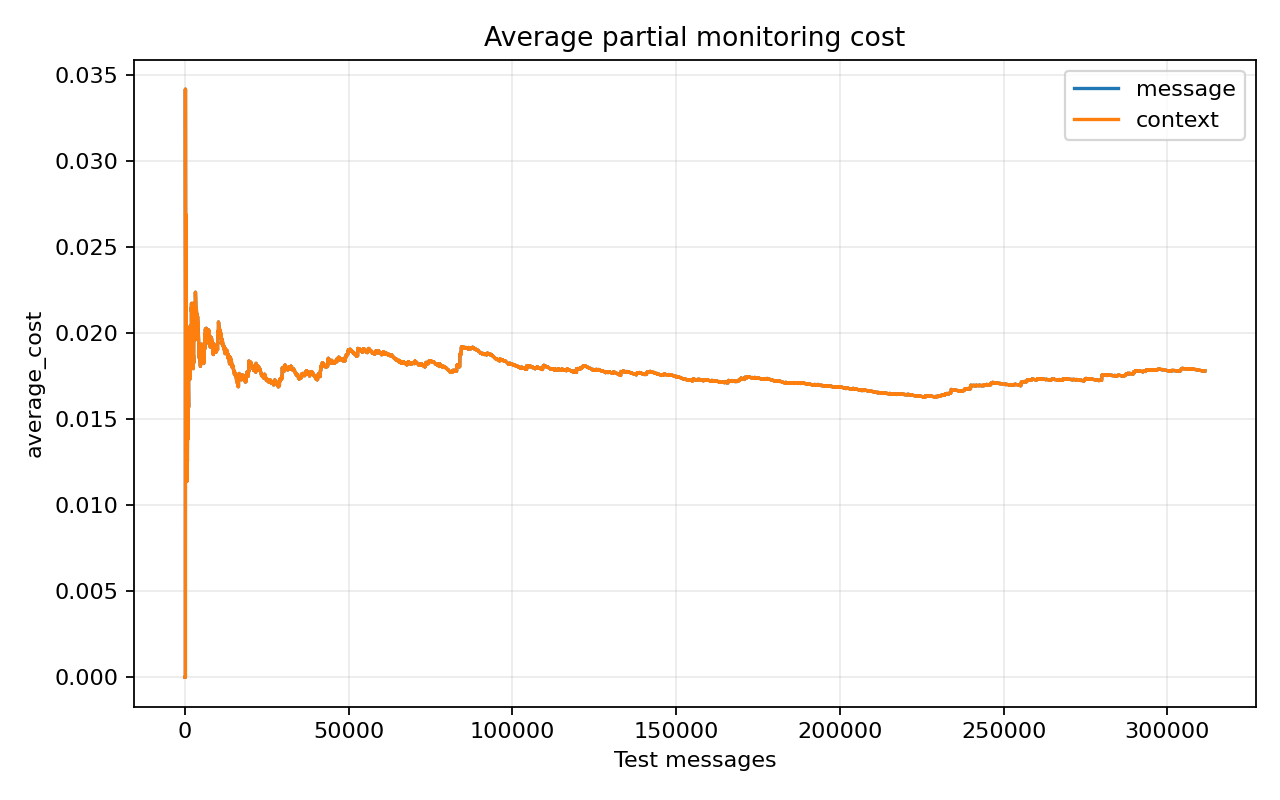 Average partial monitoring cost
message
context
0.035
0.030
0.025
0.020
0.015
0.010
0.005
0.000
average_cost
0 50000 100000 150000 200000 250000 300000
Test messages